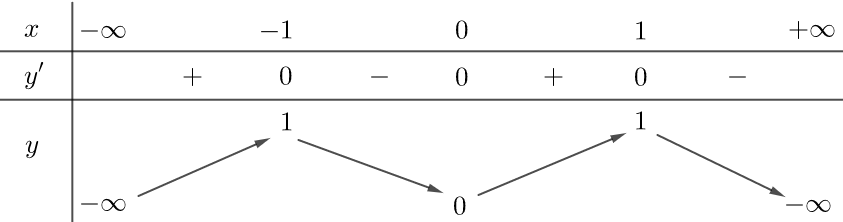 x −∞ −1 0 1 +∞
y′ + 0 − 0 + 0 −
1 1
y
−∞ 0 −∞